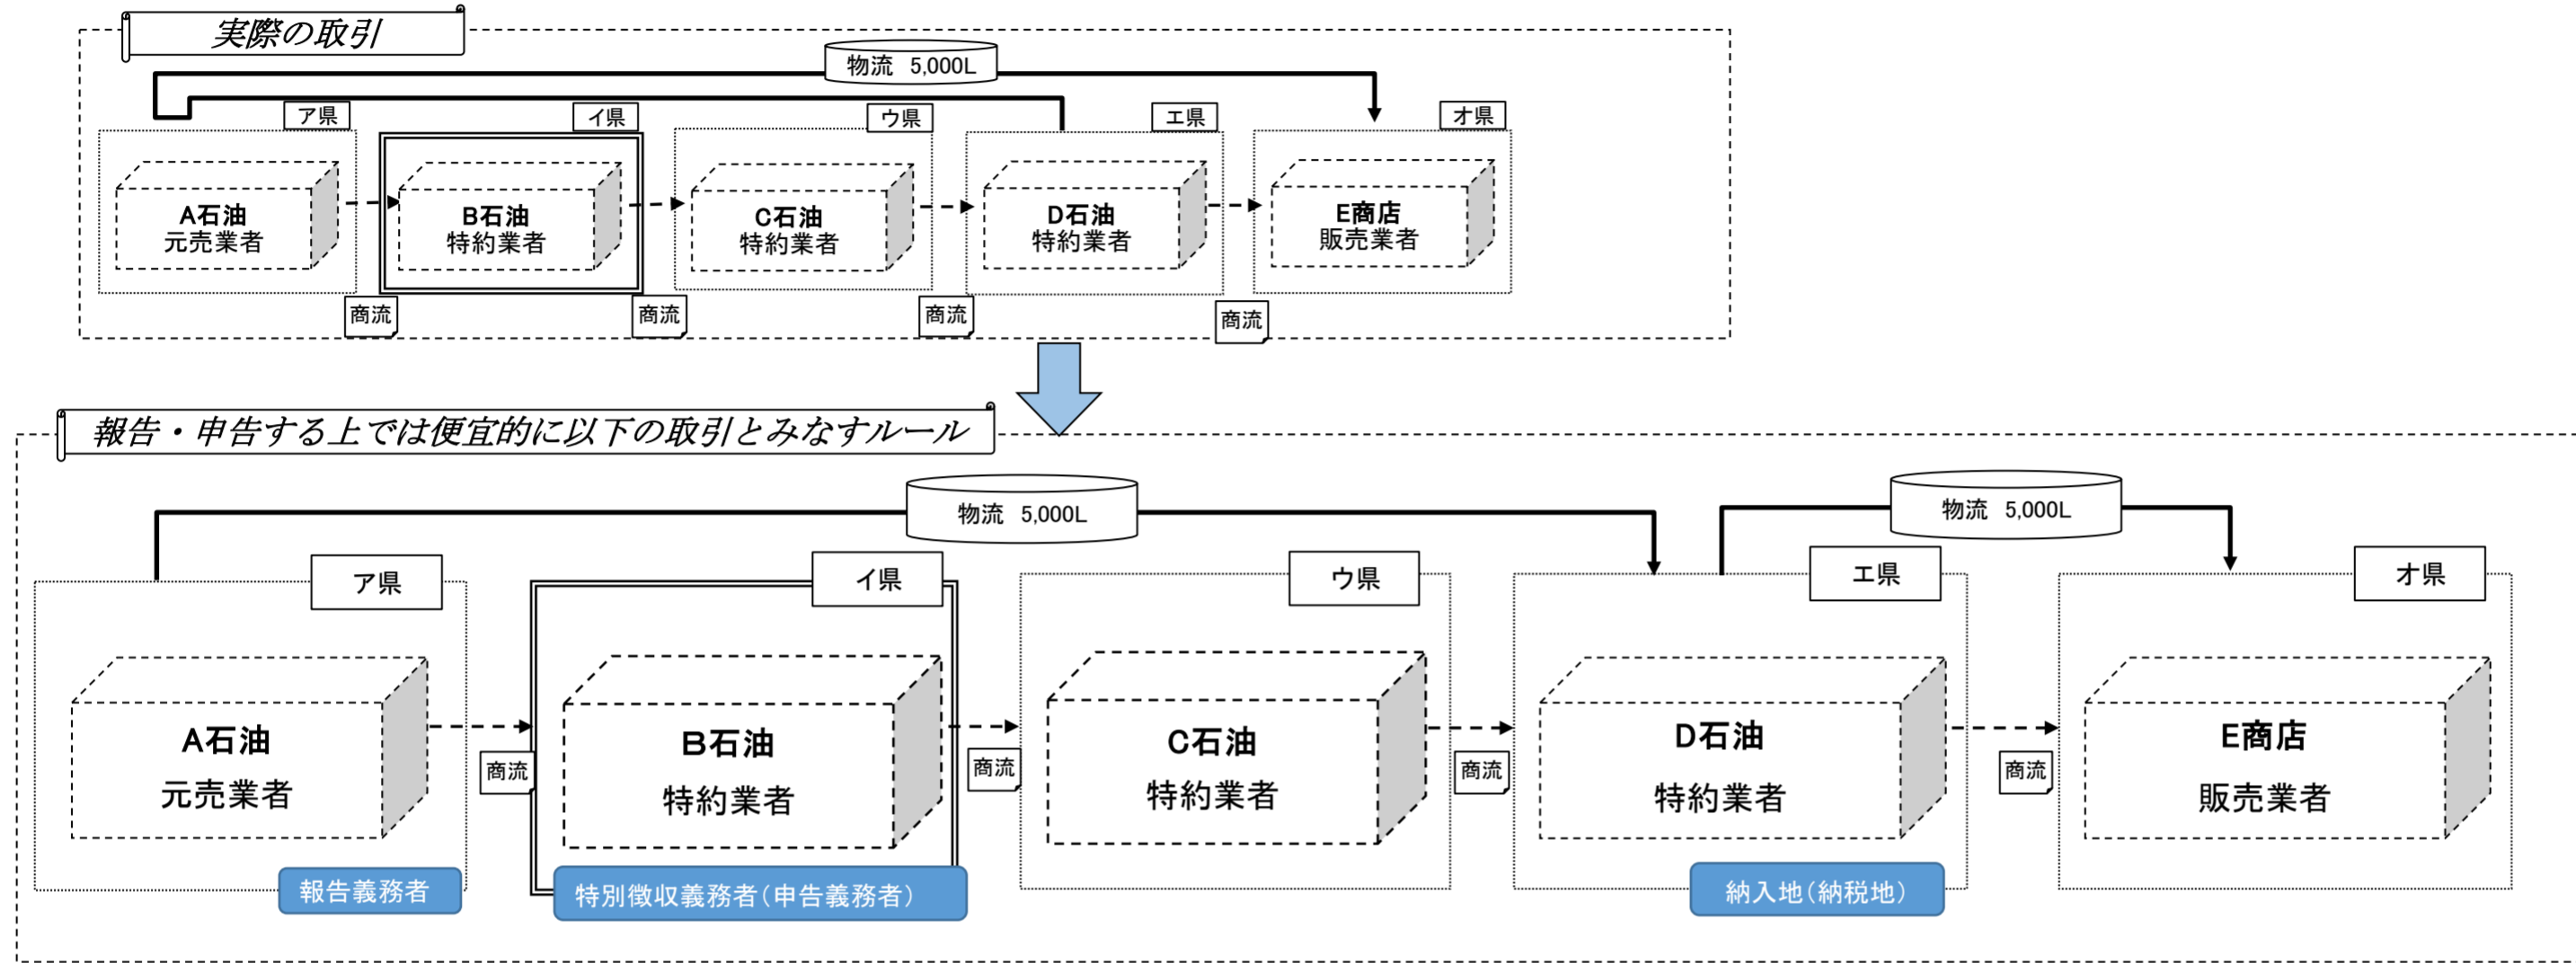 実際の取引
物流 5,000L
ア県
イ県
ウ県
エ県
オ県
A石油
元売業者
B石油
特約業者
C石油
特約業者
D石油
特約業者
E商店
販売業者
商流
商流
商流
商流
報告・申告する上では便宜的に以下の取引とみなすルール
物流 5,000L
物流 5,000L
ア県
イ県
ウ県
エ県
オ県
A石油
元売業者
B石油
特約業者
C石油
特約業者
D石油
特約業者
E商店
販売業者
商流
商流
商流
商流
報告義務者
特別徴収義務者(申告義務者)
納入地(納税地)